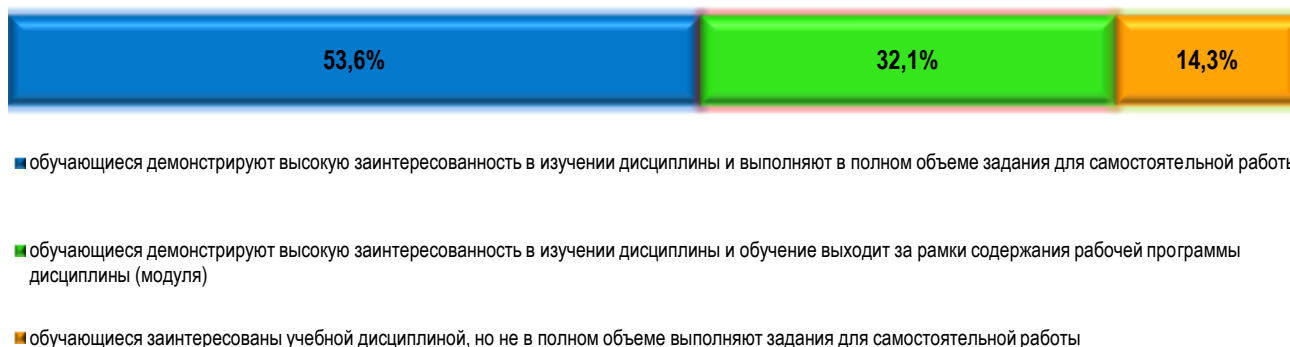 53,6% 32,1% 14,3%
обучающиеся демонстрируют высокую заинтересованность в изучении дисциплины и выполняют в полном объеме задания для самостоятельной работы
обучающиеся демонстрируют высокую заинтересованность в изучении дисциплины и обучение выходит за рамки содержания рабочей программы
дисциплины (модуля)
обучающиеся заинтересованы учебной дисциплиной, но не в полном объеме выполняют задания для самостоятельной работы